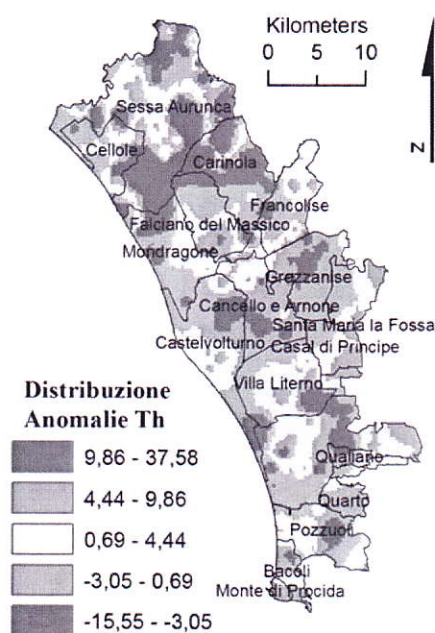 Kilometers
0 5 10
N
Sessa Aurunca
Cellole
Carinola
Francolise
Falciano del Massico
Mondragone
Grazzanise
Cancello e Arnone
Santa Maria la Fossa
Castelvolturno
Casal di Principe
Villa Literno
Qualiano
Quarto
Pozzuoli
Bacoli
Monte di Procida
Distribuzione
Anomalie Th
9,86 - 37,58
4,44 - 9,86
0,69 - 4,44
-3,05 - 0,69
-15,55 - -3,05